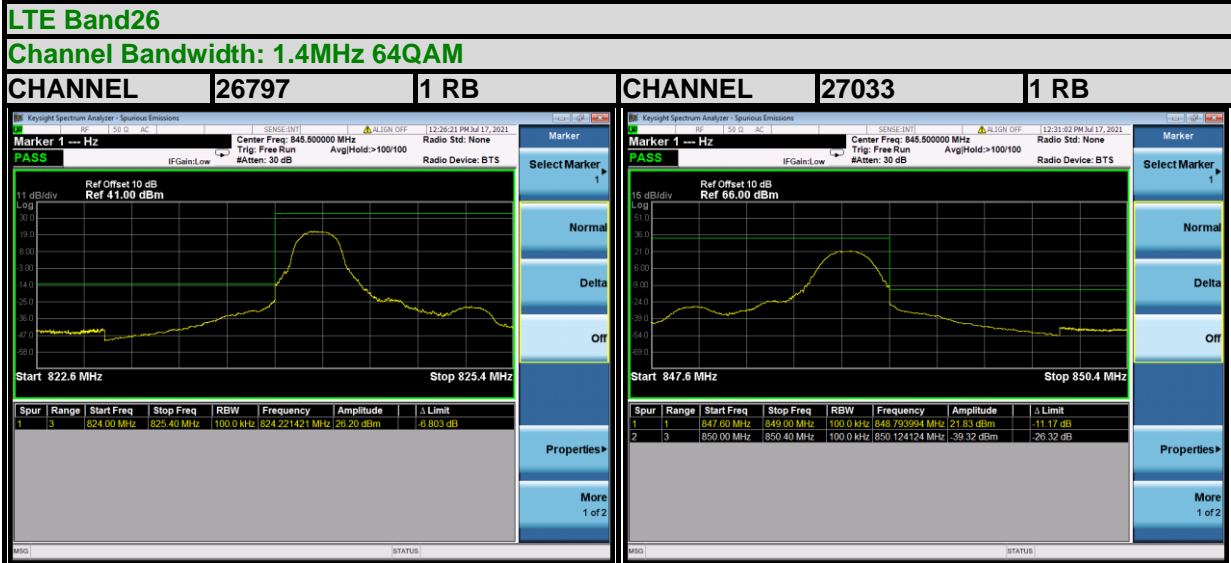 LTE Band26
Channel Bandwidth: 1.4MHz 64QAM
CHANNEL 26797 1 RB CHANNEL 27033 1 RB
Keysight Spectrum Analyzer - Spurious Emissions
RF 50 Ω AC SENSE:INT ALIGN OFF 12:26:21 PM Jul 17, 2021
Marker 1 --- Hz Center Freq: 845.500000 MHz Radio Std: None
Trig: Free Run Avg|Hold:>100/100
PASS IFGain:Low #Atten: 30 dB Radio Device: BTS
Ref Offset 10 dB
11 dB/div Ref 41.00 dBm
Log
30.0
19.0
8.00
-3.00
-14.0
-25.0
-36.0
-47.0
-58.0
Start 822.6 MHz Stop 825.4 MHz
Spur Range Start Freq Stop Freq RBW Frequency Amplitude Δ Limit
1 3 824.00 MHz 825.40 MHz 100.0 kHz 824.221421 MHz 26.20 dBm -6.803 dB
MSG STATUS
Marker
Select Marker
1
Normal
Delta
Off
Properties
More
1 of 2
Keysight Spectrum Analyzer - Spurious Emissions
RF 50 Ω AC SENSE:INT ALIGN OFF 12:31:02 PM Jul 17, 2021
Marker 1 --- Hz Center Freq: 845.500000 MHz Radio Std: None
Trig: Free Run Avg|Hold:>100/100
PASS IFGain:Low #Atten: 30 dB Radio Device: BTS
Ref Offset 10 dB
15 dB/div Ref 66.00 dBm
Log
51.0
36.0
21.0
6.00
-9.00
-24.0
-39.0
-54.0
-69.0
Start 847.6 MHz Stop 850.4 MHz
Spur Range Start Freq Stop Freq RBW Frequency Amplitude Δ Limit
1 1 847.60 MHz 849.00 MHz 100.0 kHz 848.793994 MHz 21.83 dBm -11.17 dB
2 3 850.00 MHz 850.40 MHz 100.0 kHz 850.124124 MHz -39.32 dBm -26.32 dB
MSG STATUS
Marker
Select Marker
1
Normal
Delta
Off
Properties
More
1 of 2